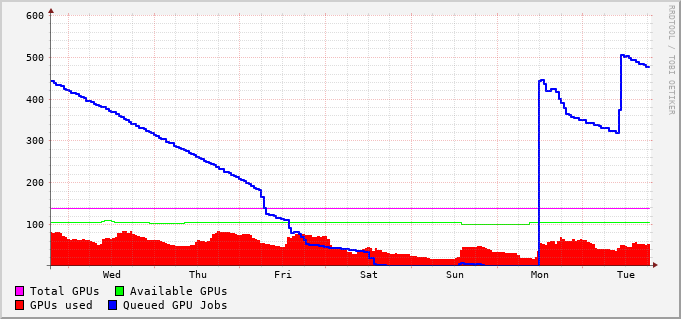 600
500
400
300
200
100
Wed Thu Fri Sat Sun Mon Tue
Total GPUs Available GPUs
GPUs used Queued GPU Jobs
RRDTOOL / TOBI OETIKER